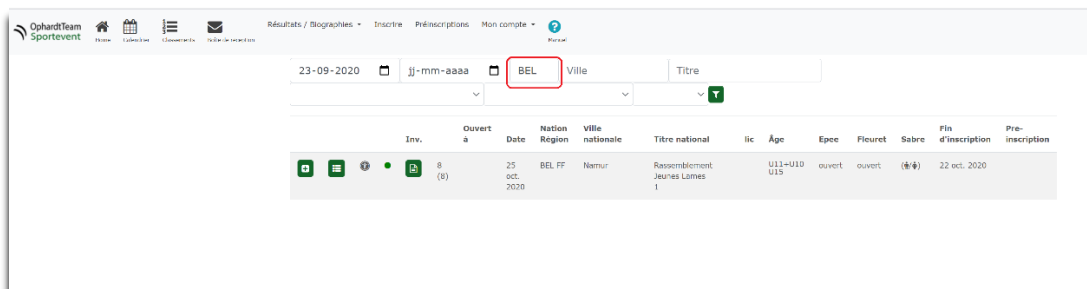 OphardtTeam
Sportevent
Home
Calendrier
Classements
Boîte de réception
Résultats / Biographies
Inscrire
Préinscriptions
Mon compte
?
Manuel
23-09-2020
jj-mm-aaaa
BEL
Ville
Titre
Inv.
Ouvert à
Date
Nation Région
Ville nationale
Titre national
lic
Âge
Epee
Fleuret
Sabre
Fin d'inscription
Pre-inscription
8 (8)
25 oct. 2020
BEL FF
Namur
Rassemblement Jeunes Lames 1
U11+U10 U15
ouvert
ouvert
22 oct. 2020